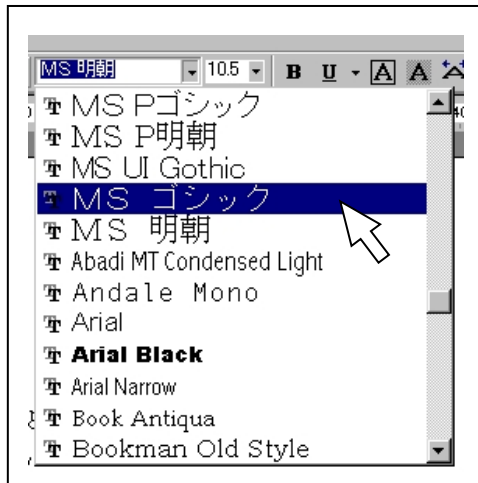 MS 明朝 10.5 B U A A
MS Pゴシック
MS P明朝
MS UI Gothic
MS ゴシック
MS 明朝
Abadi MT Condensed Light
Andale Mono
Arial
Arial Black
Arial Narrow
Book Antiqua
Bookman Old Style